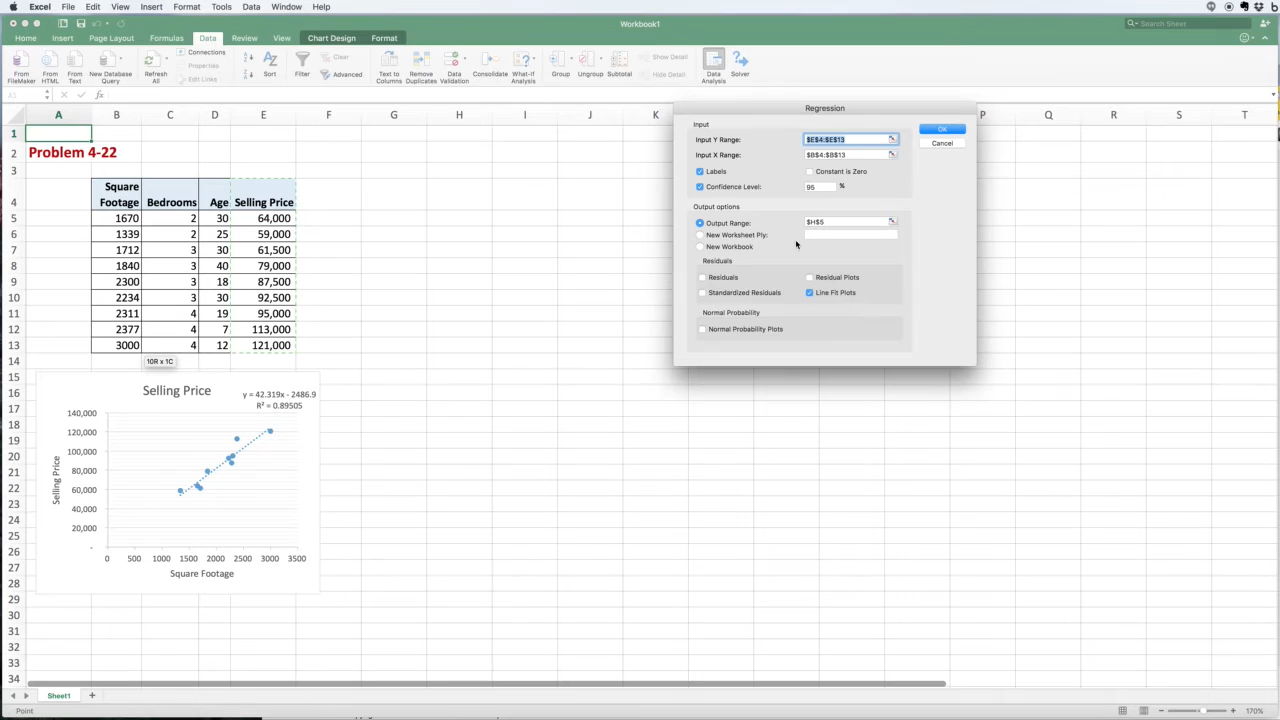 Excel File Edit View Insert Format Tools Data Window Help
Workbook1
Search Sheet
Home Insert Page Layout Formulas Data Review View Chart Design Format
From FileMaker
From HTML
From Text
New Database Query
Refresh All
Connections
Properties
Edit Links
Sort
Filter
Clear
Advanced
Text to Columns
Remove Duplicates
Data Validation
Consolidate
What-If Analysis
Group
Ungroup
Subtotal
Show Detail
Hide Detail
Data Analysis
Solver
A1 fx
A B C D E F G H I J K P Q R S T
1
2 Problem 4-22
3
4 Square Footage Bedrooms Age Selling Price
5 1670 2 30 64,000
6 1339 2 25 59,000
7 1712 3 30 61,500
8 1840 3 40 79,000
9 2300 3 18 87,500
10 2234 3 30 92,500
11 2311 4 19 95,000
12 2377 4 7 113,000
13 3000 4 12 121,000
14 10R x 1C
15
16
17
18
19
20
21
22
23
24
25
26
27
28
29
30
31
32
33
34
Selling Price
y = 42.319x - 2486.9
R² = 0.89505
140,000
120,000
100,000
80,000
60,000
40,000
20,000
-
0 500 1000 1500 2000 2500 3000 3500
Selling Price
Square Footage
Regression
Input
Input Y Range: $E$4:$E$13
OK
Input X Range: $B$4:$B$13
Cancel
Labels Constant is Zero
Confidence Level: 95 %
Output options
Output Range: $H$5
New Worksheet Ply:
New Workbook
Residuals
Residuals Residual Plots
Standardized Residuals Line Fit Plots
Normal Probability
Normal Probability Plots
Sheet1 +
Point
170%